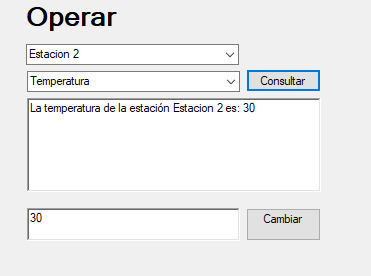 Operar
Estacion 2
Temperatura
Consultar
La temperatura de la estación Estacion 2 es: 30
30
Cambiar